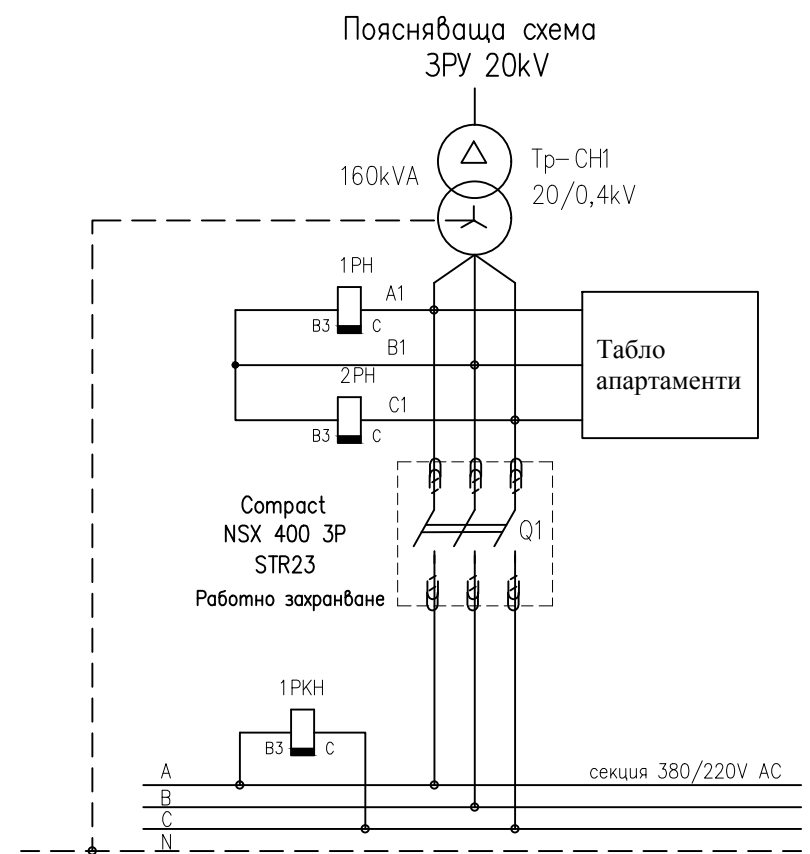 Поясняваща схема
ЗРУ 20kV
160kVA
Тр-СН1
20/0,4kV
1РН
А1
В3 С
В1
2РН
С1
В3 С
Табло
апартаменти
Compact
NSX 400 3P
STR23
Q1
Работно захранване
1РКН
В3 С
А
секция 380/220V AC
В
С
N